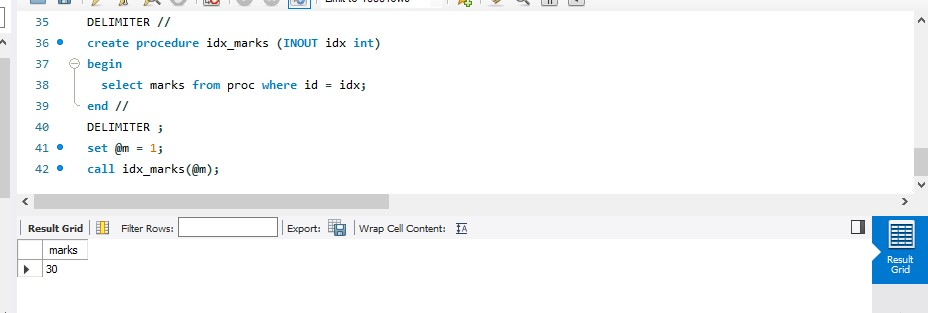 35 DELIMITER //
36 create procedure idx_marks (INOUT idx int)
37 begin
38 select marks from proc where id = idx;
39 end //
40 DELIMITER ;
41 set @m = 1;
42 call idx_marks(@m);
Result Grid Filter Rows: Export: Wrap Cell Content: IA
marks
30
Result
Grid